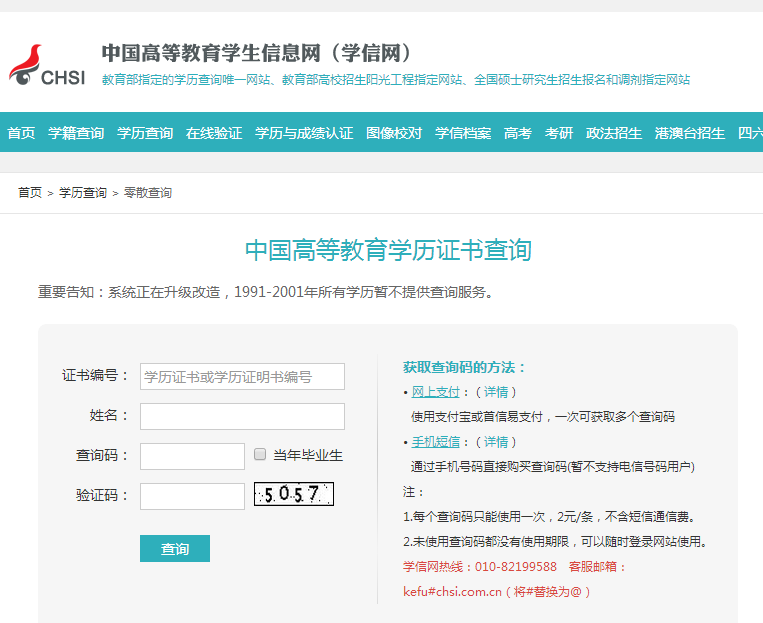 中国高等教育学生信息网（学信网）
CHSI
教育部指定的学历查询唯一网站、教育部高校招生阳光工程指定网站、全国硕士研究生招生报名和调剂指定网站
首页 学籍查询 学历查询 在线验证 学历与成绩认证 图像校对 学信档案 高考 考研 政法招生 港澳台招生 四六
首页 > 学历查询 > 零散查询
中国高等教育学历证书查询
重要告知：系统正在升级改造，1991-2001年所有学历暂不提供查询服务。
证书编号： 学历证书或学历证明书编号
姓名：
查询码： 当年毕业生
验证码： 5057
查询
获取查询码的方法：
• 网上支付：（详情）
使用支付宝或首信易支付，一次可获取多个查询码
• 手机短信：（详情）
通过手机号码直接购买查询码(暂不支持电信号码用户)
注：
1.每个查询码只能使用一次，2元/条，不含短信通信费。
2.未使用查询码都没有使用期限，可以随时登录网站使用。
学信网热线：010-82199588 客服邮箱：
kefu#chsi.com.cn（将#替换为@）